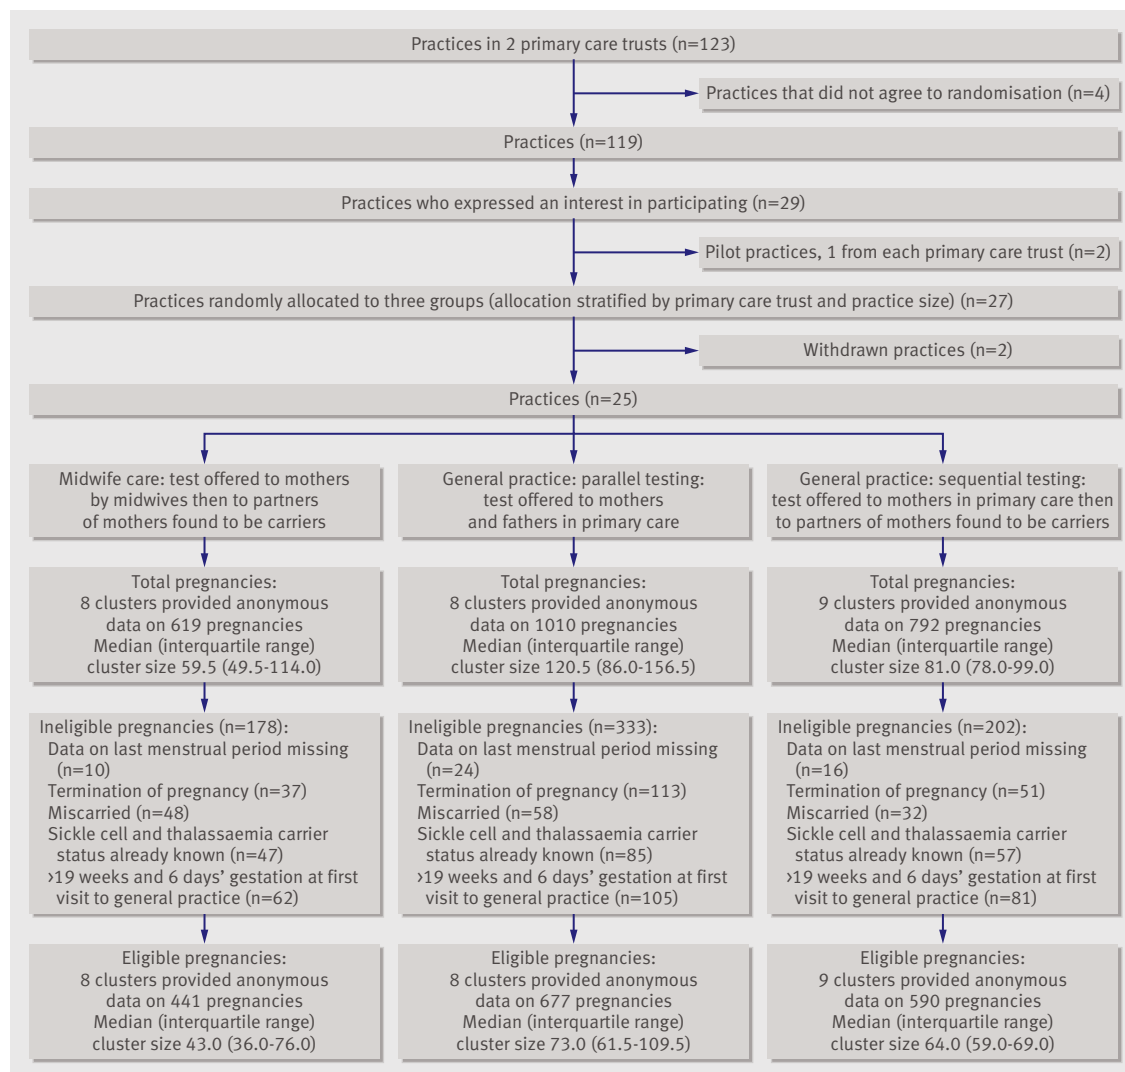 Practices in 2 primary care trusts (n=123)
Practices that did not agree to randomisation (n=4)
Practices (n=119)
Practices who expressed an interest in participating (n=29)
Pilot practices, 1 from each primary care trust (n=2)
Practices randomly allocated to three groups (allocation stratified by primary care trust and practice size) (n=27)
Withdrawn practices (n=2)
Practices (n=25)
Midwife care: test offered to mothers
by midwives then to partners
of mothers found to be carriers
General practice: parallel testing:
test offered to mothers
and fathers in primary care
General practice: sequential testing:
test offered to mothers in primary care then
to partners of mothers found to be carriers
Total pregnancies:
8 clusters provided anonymous
data on 619 pregnancies
Median (interquartile range)
cluster size 59.5 (49.5-114.0)
Total pregnancies:
8 clusters provided anonymous
data on 1010 pregnancies
Median (interquartile range)
cluster size 120.5 (86.0-156.5)
Total pregnancies:
9 clusters provided anonymous
data on 792 pregnancies
Median (interquartile range)
cluster size 81.0 (78.0-99.0)
Ineligible pregnancies (n=178):
Data on last menstrual period missing
(n=10)
Termination of pregnancy (n=37)
Miscarried (n=48)
Sickle cell and thalassaemia carrier
status already known (n=47)
>19 weeks and 6 days' gestation at first
visit to general practice (n=62)
Ineligible pregnancies (n=333):
Data on last menstrual period missing
(n=24)
Termination of pregnancy (n=113)
Miscarried (n=58)
Sickle cell and thalassaemia carrier
status already known (n=85)
>19 weeks and 6 days' gestation at first
visit to general practice (n=105)
Ineligible pregnancies (n=202):
Data on last menstrual period missing
(n=16)
Termination of pregnancy (n=51)
Miscarried (n=32)
Sickle cell and thalassaemia carrier
status already known (n=57)
>19 weeks and 6 days' gestation at first
visit to general practice (n=81)
Eligible pregnancies:
8 clusters provided anonymous
data on 441 pregnancies
Median (interquartile range)
cluster size 43.0 (36.0-76.0)
Eligible pregnancies:
8 clusters provided anonymous
data on 677 pregnancies
Median (interquartile range)
cluster size 73.0 (61.5-109.5)
Eligible pregnancies:
9 clusters provided anonymous
data on 590 pregnancies
Median (interquartile range)
cluster size 64.0 (59.0-69.0)